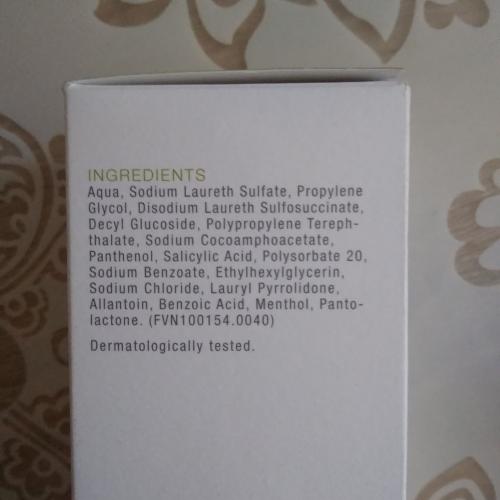 INGREDIENTS
Aqua, Sodium Laureth Sulfate, Propylene
Glycol, Disodium Laureth Sulfosuccinate,
Decyl Glucoside, Polypropylene Tereph-
thalate, Sodium Cocoamphoacetate,
Panthenol, Salicylic Acid, Polysorbate 20,
Sodium Benzoate, Ethylhexylglycerin,
Sodium Chloride, Lauryl Pyrrolidone,
Allantoin, Benzoic Acid, Menthol, Panto-
lactone. (FVN100154.0040)
Dermatologically tested.